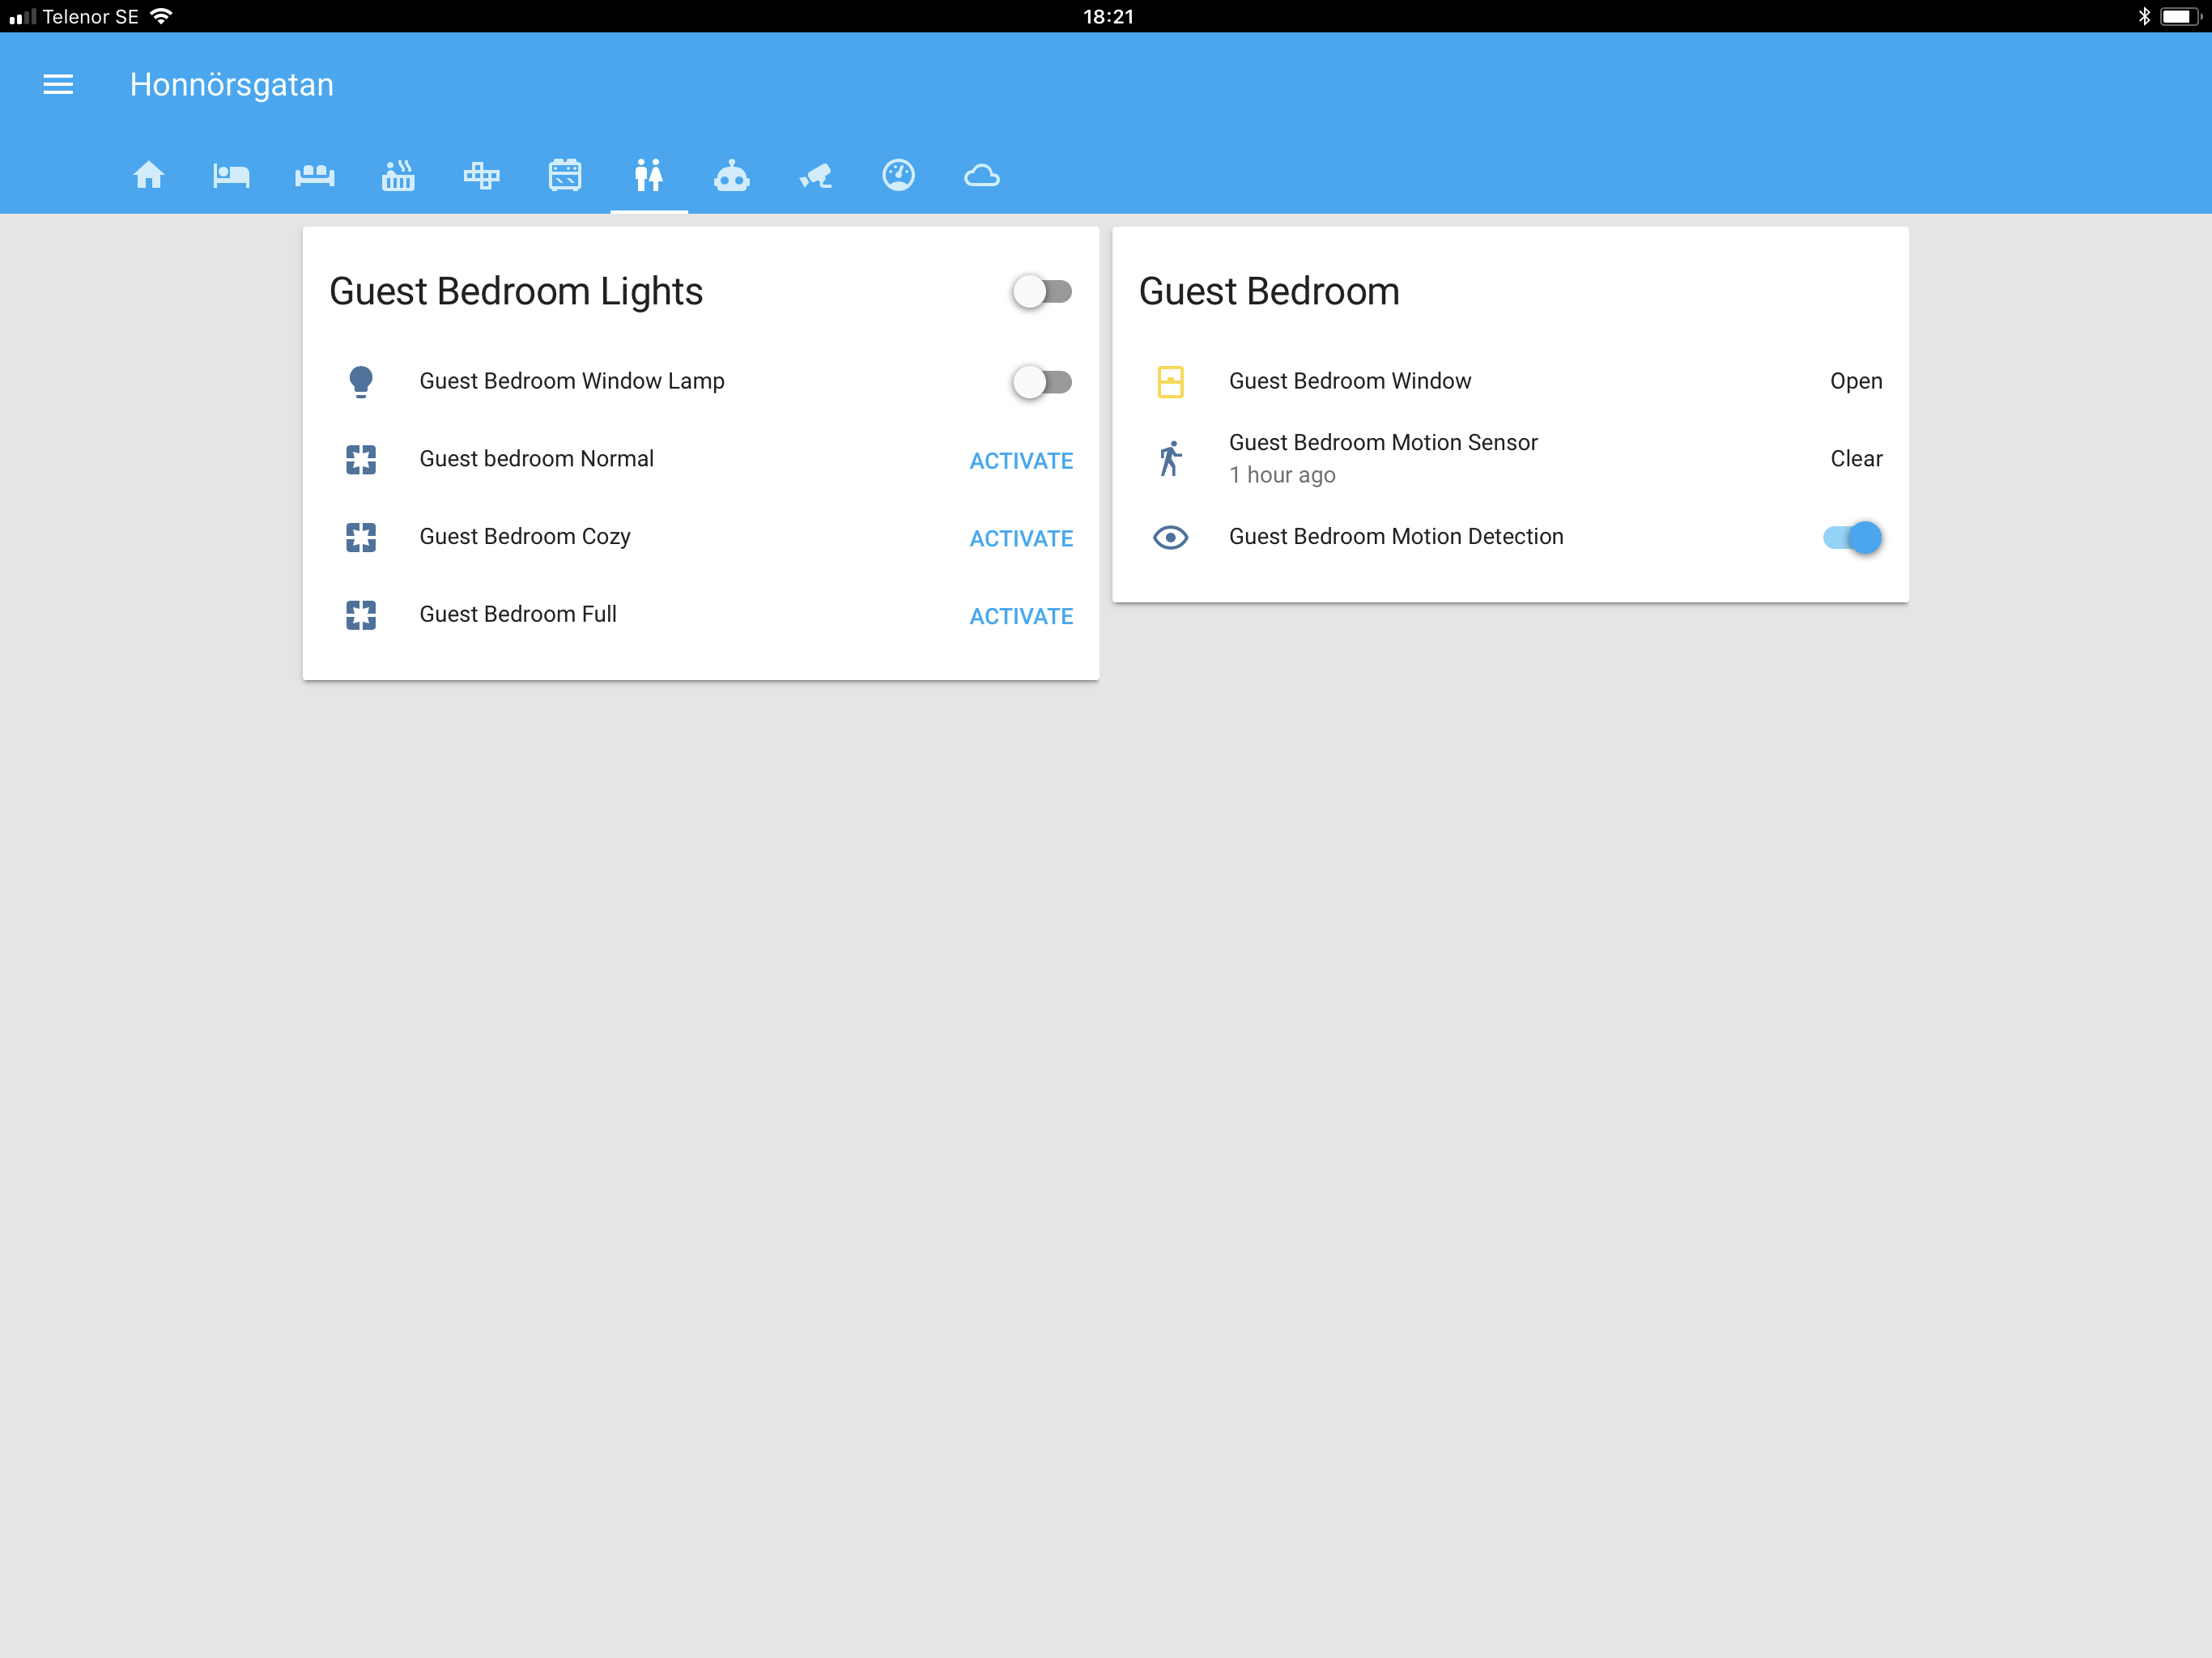 Telenor SE
18:21
Honnörsgatan
Guest Bedroom Lights
Guest Bedroom Window Lamp
Guest bedroom Normal
ACTIVATE
Guest Bedroom Cozy
ACTIVATE
Guest Bedroom Full
ACTIVATE
Guest Bedroom
Guest Bedroom Window
Open
Guest Bedroom Motion Sensor
1 hour ago
Clear
Guest Bedroom Motion Detection